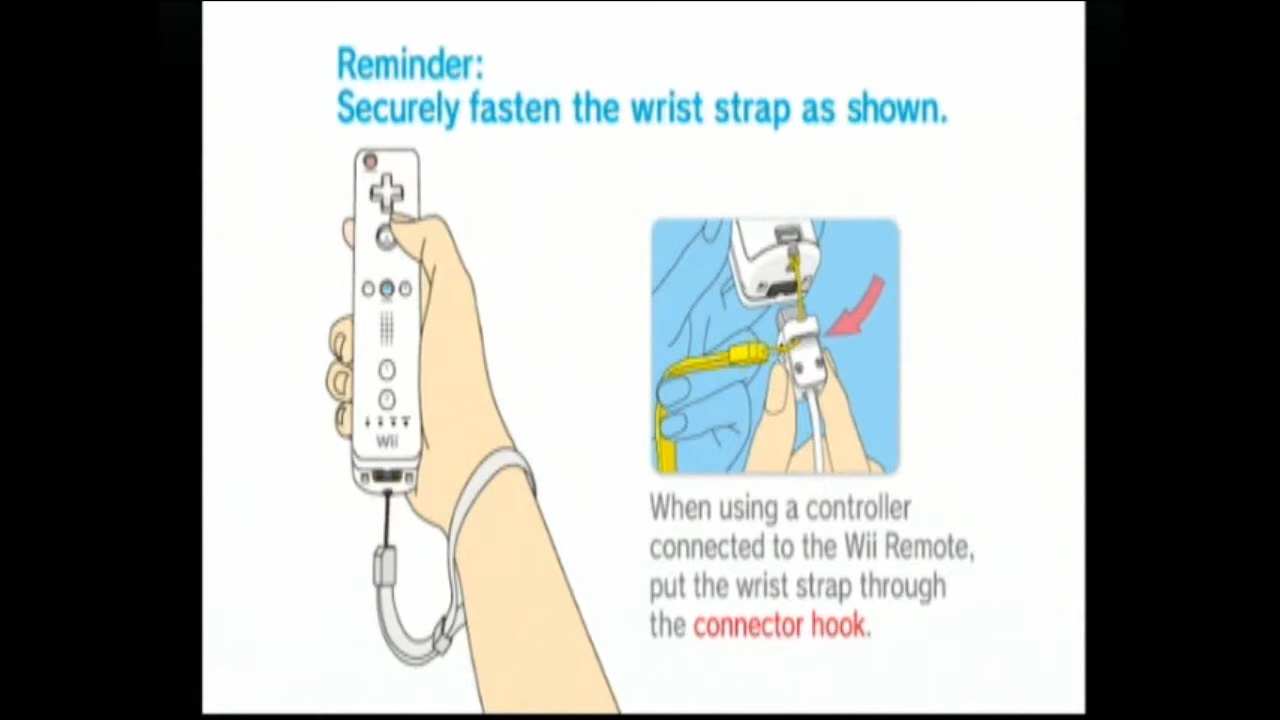 Reminder:
Securely fasten the wrist strap as shown.
Wii
When using a controller
connected to the Wii Remote,
put the wrist strap through
the connector hook.